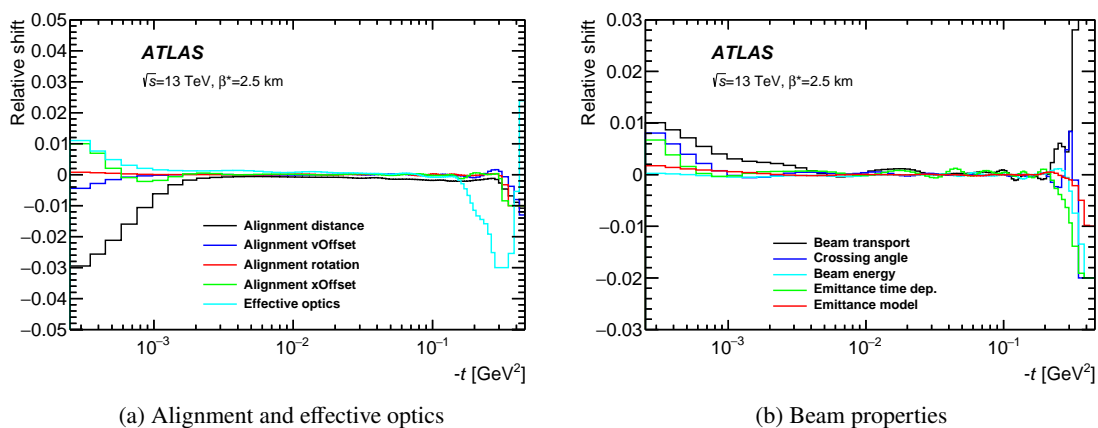 Relative shift
0.05
0.04
0.03
0.02
0.01
0
−0.01
−0.02
−0.03
−0.04
−0.05
ATLAS
√s=13 TeV, β*=2.5 km
Alignment distance
Alignment vOffset
Alignment rotation
Alignment xOffset
Effective optics
10⁻³
10⁻²
10⁻¹
-t [GeV²]
(a) Alignment and effective optics
Relative shift
0.03
0.02
0.01
0
−0.01
−0.02
−0.03
ATLAS
√s=13 TeV, β*=2.5 km
Beam transport
Crossing angle
Beam energy
Emittance time dep.
Emittance model
10⁻³
10⁻²
10⁻¹
-t [GeV²]
(b) Beam properties